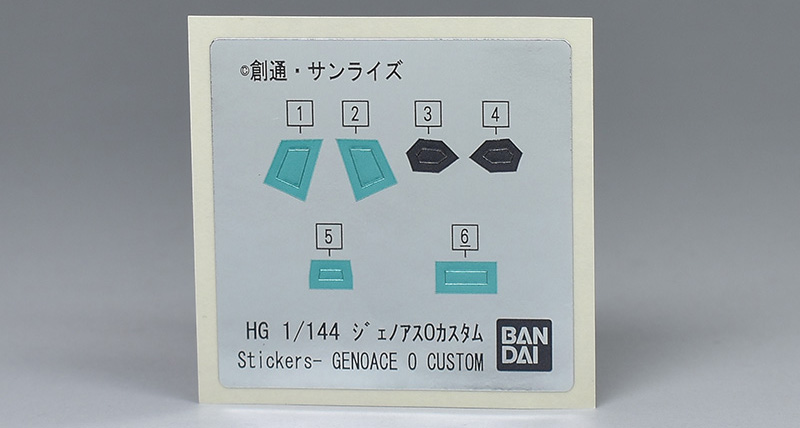 ©創通・サンライズ
1 2 3 4
5 6
HG 1/144 ジェノアスOカスタム
Stickers- GENOACE O CUSTOM
BAN
DAI